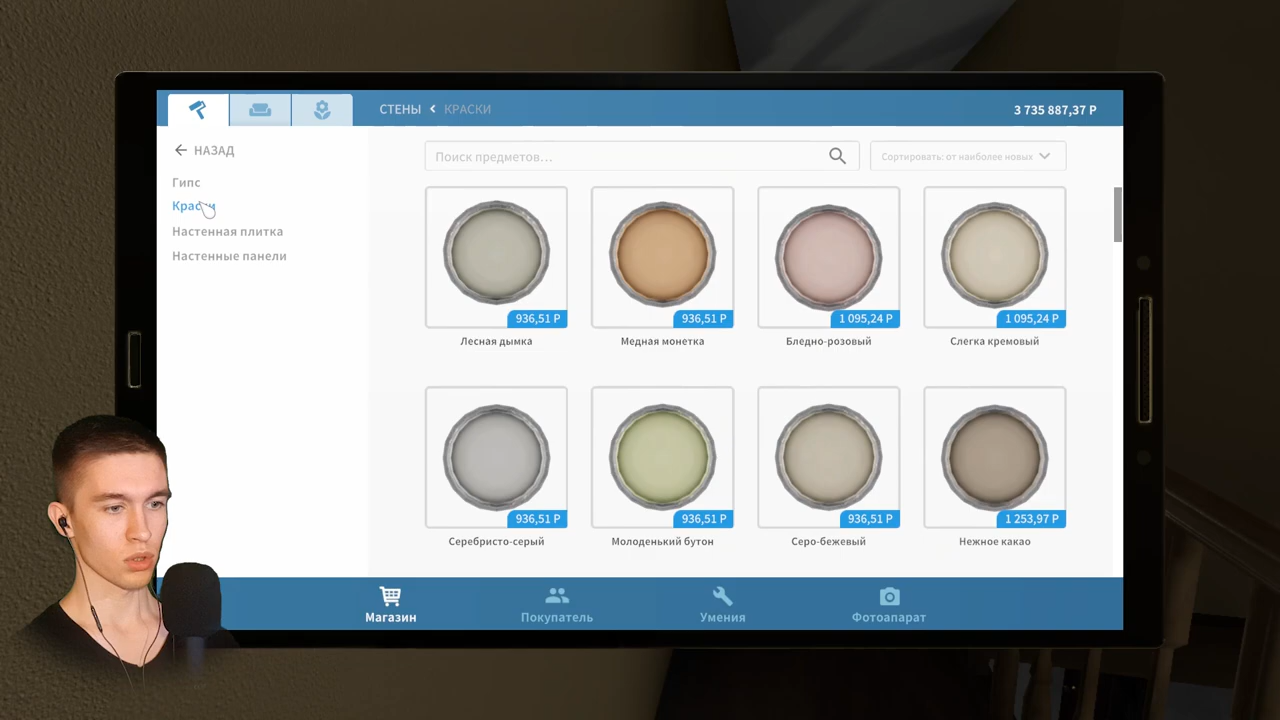 СТЕНЫ < КРАСКИ
3 735 887,37 Р
НАЗАД
Гипс
Краски
Настенная плитка
Настенные панели
Поиск предметов...
Сортировать: от наиболее новых
936,51 Р
936,51 Р
1 095,24 Р
1 095,24 Р
Лесная дымка
Медная монетка
Бледно-розовый
Слегка кремовый
936,51 Р
936,51 Р
936,51 Р
1 253,97 Р
Серебристо-серый
Молоденький бутон
Серо-бежевый
Нежное какао
Магазин
Покупатель
Умения
Фотоаппарат